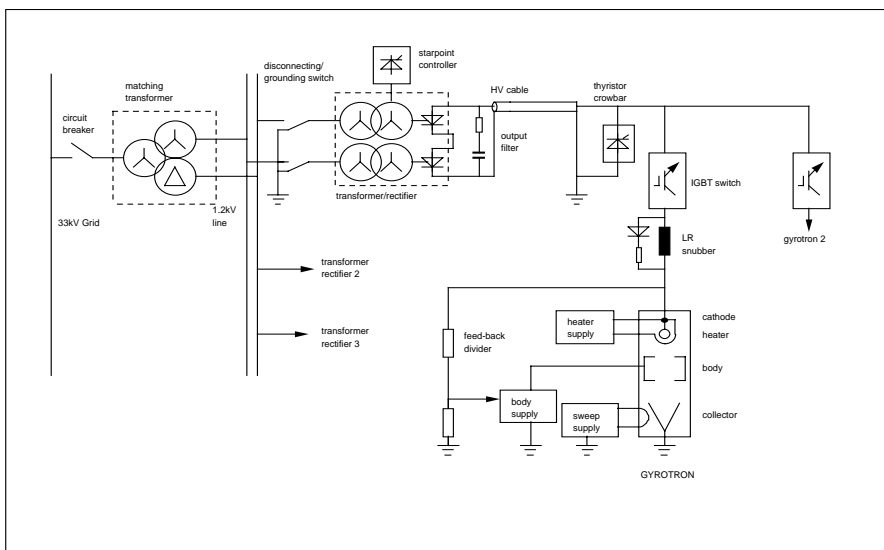 starpoint
controller
disconnecting/
grounding switch
matching
transformer
HV cable
thyristor
crowbar
circuit
breaker
output
filter
IGBT switch
transformer/rectifier
1.2kV
line
33kV Grid
gyrotron 2
LR
snubber
transformer
rectifier 2
cathode
heater
supply
heater
transformer
rectifier 3
feed-back
divider
body
body
supply
sweep
supply
collector
GYROTRON